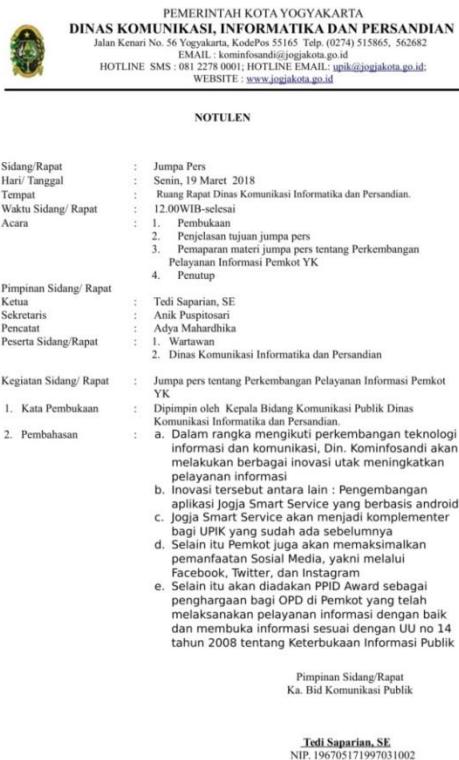 PEMERINTAH KOTA YOGYAKARTA
DINAS KOMUNIKASI, INFORMATIKA DAN PERSANDIAN
Jalan Kenari No. 56 Yogyakarta, KodePos 55165 Telp. (0274) 515865, 562682
EMAIL : kominfosandi@jogjakota.go.id
HOTLINE SMS : 081 2278 0001; HOTLINE EMAIL: upik@jogjakota.go.id;
WEBSITE : www.jogjakota.go.id
NOTULEN
Sidang/Rapat : Jumpa Pers
Hari/ Tanggal : Senin, 19 Maret 2018
Tempat : Ruang Rapat Dinas Komunikasi Informatika dan Persandian.
Waktu Sidang/ Rapat : 12.00WIB-selesai
Acara : 1. Pembukaan
2. Penjelasan tujuan jumpa pers
3. Pemaparan materi jumpa pers tentang Perkembangan
Pelayanan Informasi Pemkot YK
4. Penutup
Pimpinan Sidang/ Rapat
Ketua : Tedi Saparian, SE
Sekretaris : Anik Puspitosari
Pencatat : Adya Mahardhika
Peserta Sidang/Rapat : 1. Wartawan
2. Dinas Komunikasi Informatika dan Persandian
Kegiatan Sidang/ Rapat : Jumpa pers tentang Perkembangan Pelayanan Informasi Pemkot
YK
1. Kata Pembukaan : Dipimpin oleh Kepala Bidang Komunikasi Publik Dinas
Komunikasi Informatika dan Persandian.
2. Pembahasan : a. Dalam rangka mengikuti perkembangan teknologi
informasi dan komunikasi, Din. Kominfosandi akan
melakukan berbagai inovasi utak meningkatkan
pelayanan informasi
b. Inovasi tersebut antara lain : Pengembangan
aplikasi Jogja Smart Service yang berbasis android
c. Jogja Smart Service akan menjadi komplementer
bagi UPIK yang sudah ada sebelumnya
d. Selain itu Pemkot juga akan memaksimalkan
pemanfaatan Sosial Media, yakni melalui
Facebook, Twitter, dan Instagram
e. Selain itu akan diadakan PPID Award sebagai
penghargaan bagi OPD di Pemkot yang telah
melaksanakan pelayanan informasi dengan baik
dan membuka informasi sesuai dengan UU no 14
tahun 2008 tentang Keterbukaan Informasi Publik
Pimpinan Sidang/Rapat
Ka. Bid Komunikasi Publik
Tedi Saparian, SE
NIP. 196705171997031002